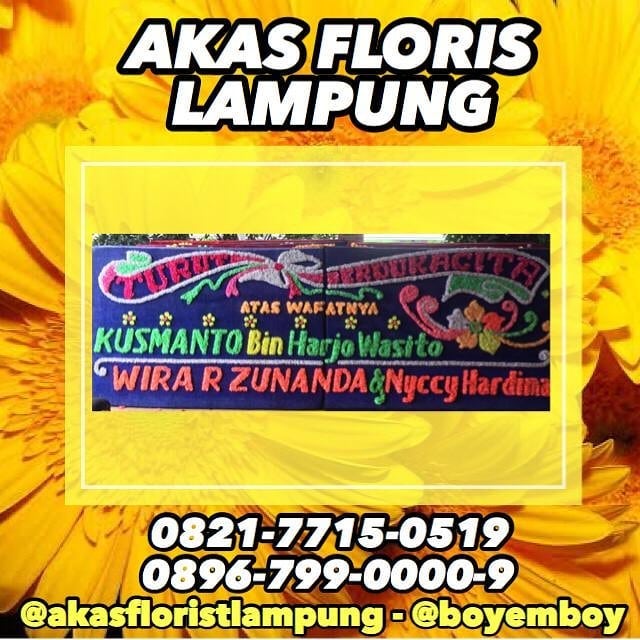 AKAS FLORIS
LAMPUNG
TURUT BERDUKACITA
ATAS WAFATNYA
KUSMANTO Bin Harjo Wasito
WIRA R ZUNANDA & Nyccy Hardima
0821-7715-0519
0896-799-0000-9
@akasfloristlampung - @boyemboy